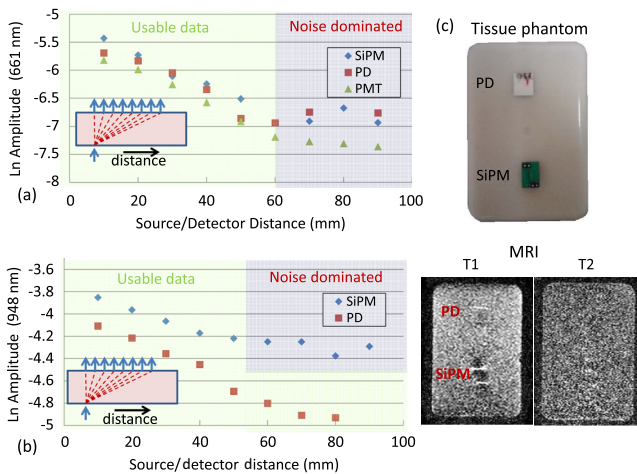 Usable data
Noise dominated
SiPM
PD
PMT
-5
-5.5
-6
-6.5
-7
-7.5
-8
Ln Amplitude (661 nm)
distance
0
20
40
60
80
100
Source/Detector Distance (mm)
(a)
Usable data
Noise dominated
SiPM
PD
-3.6
-3.8
-4
-4.2
-4.4
-4.6
-4.8
-5
Ln Amplitude (948 nm)
distance
0
20
40
60
80
100
Source/detector distance (mm)
(b)
(c)
Tissue phantom
PD
SiPM
MRI
T1
T2
PD
SiPM